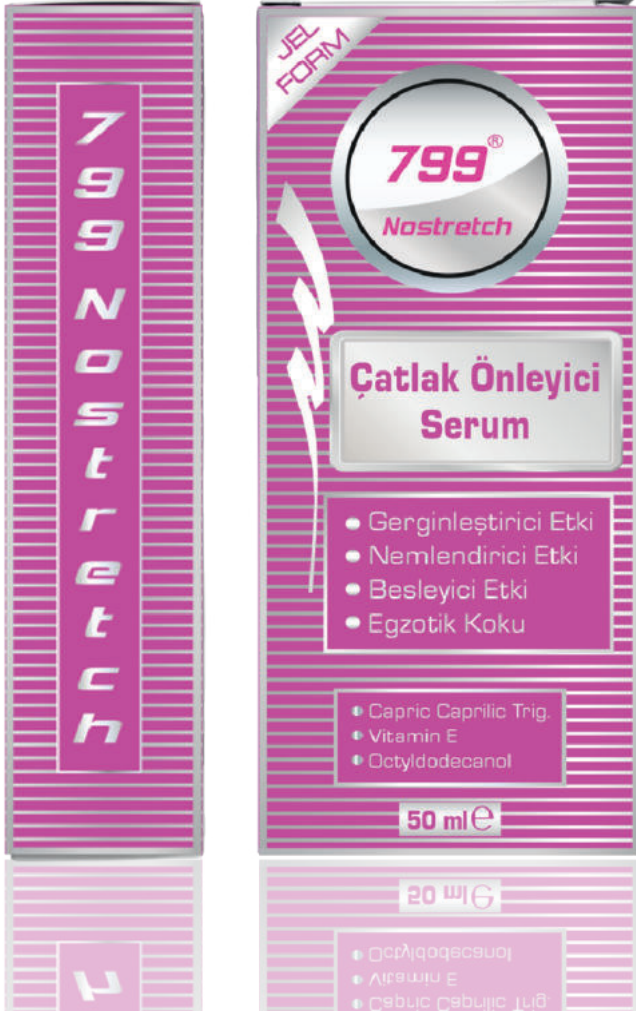 799 Nostretch
JEL
FORM
799®
Nostretch
Çatlak Önleyici
Serum
Gerginleştirici Etki
Nemlendirici Etki
Besleyici Etki
Egzotik Koku
Capric Caprilic Trig.
Vitamin E
Octyldodecanol
50 ml ℮